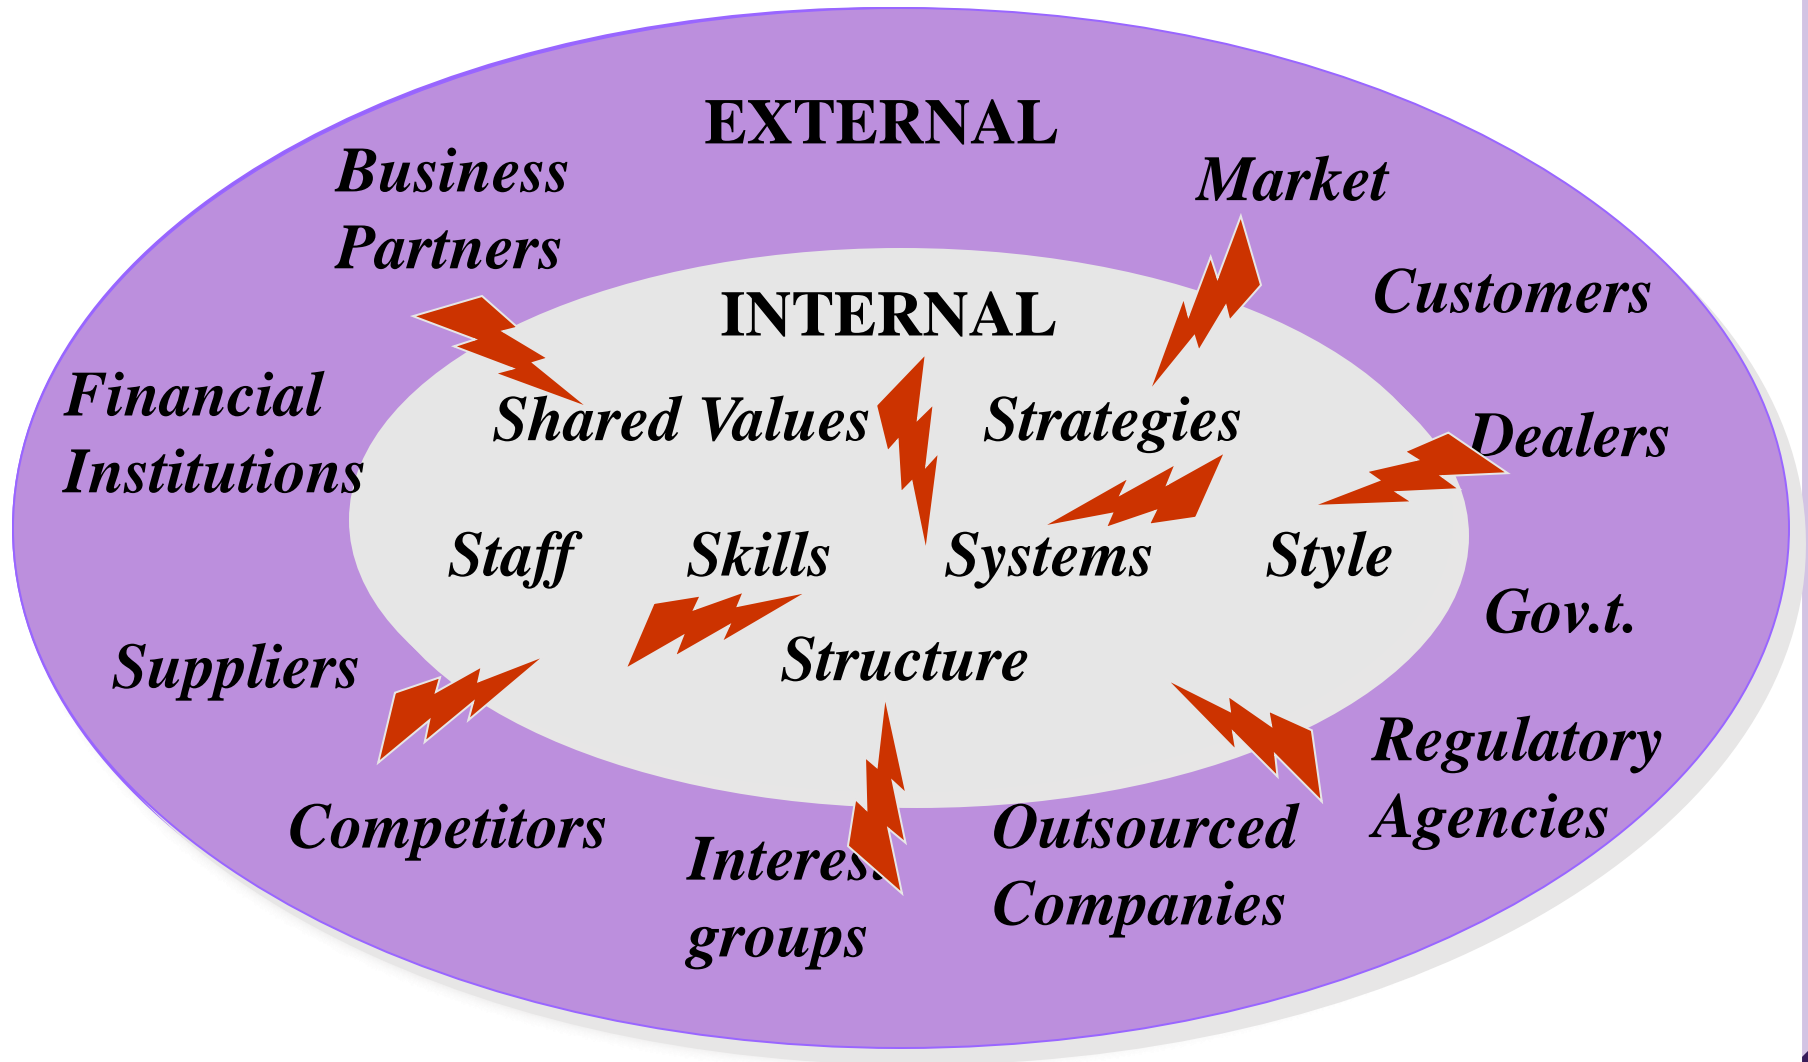 EXTERNAL
Business
Partners
Market
Customers
INTERNAL
Financial
Institutions
Shared Values
Strategies
Dealers
Staff
Skills
Systems
Style
Gov.t.
Suppliers
Structure
Regulatory
Agencies
Competitors
Interest
groups
Outsourced
Companies